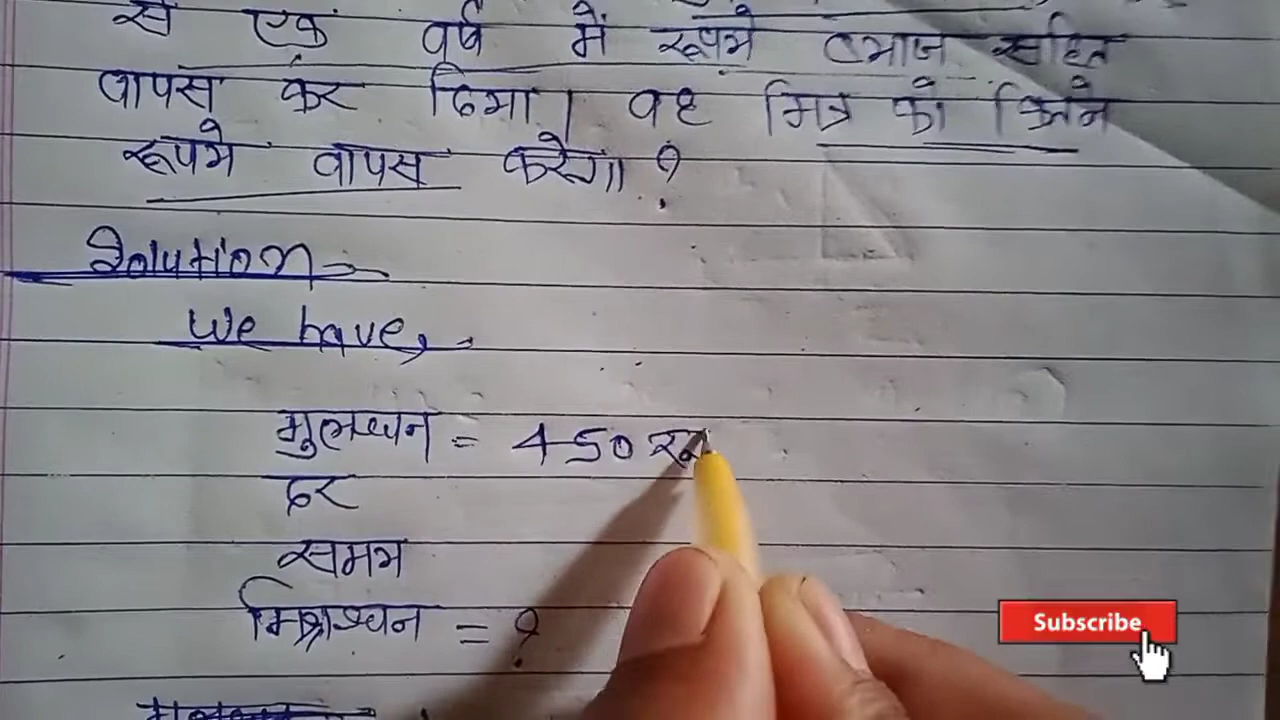 से एक वर्ष में रूपये ब्याज सहित
वापस कर दिया। वह मित्र को कितने
रूपये वापस करेगा ?
Solution
We have,
मुलधन = 450 रू
दर
समय
मिश्रधन = ?
Subscribe